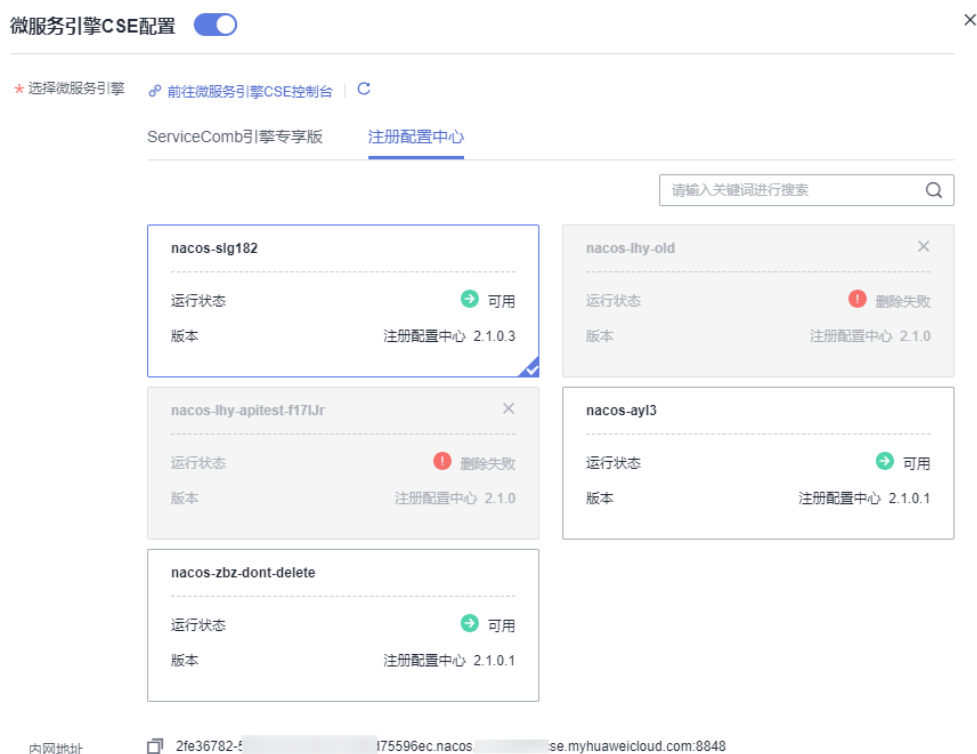 微服务引擎CSE配置
* 选择微服务引擎 前往微服务引擎CSE控制台
ServiceComb引擎专享版 注册配置中心
请输入关键词进行搜索
nacos-slg182
运行状态 可用
版本 注册配置中心 2.1.0.3
nacos-lhy-old
运行状态 删除失败
版本 注册配置中心 2.1.0
nacos-lhy-apitest-f17IJr
运行状态 删除失败
版本 注册配置中心 2.1.0
nacos-ayl3
运行状态 可用
版本 注册配置中心 2.1.0.1
nacos-zbz-dont-delete
运行状态 可用
版本 注册配置中心 2.1.0.1
内网地址 2fe36782- d75596ec.nacos. se.myhuaweicloud.com:8848